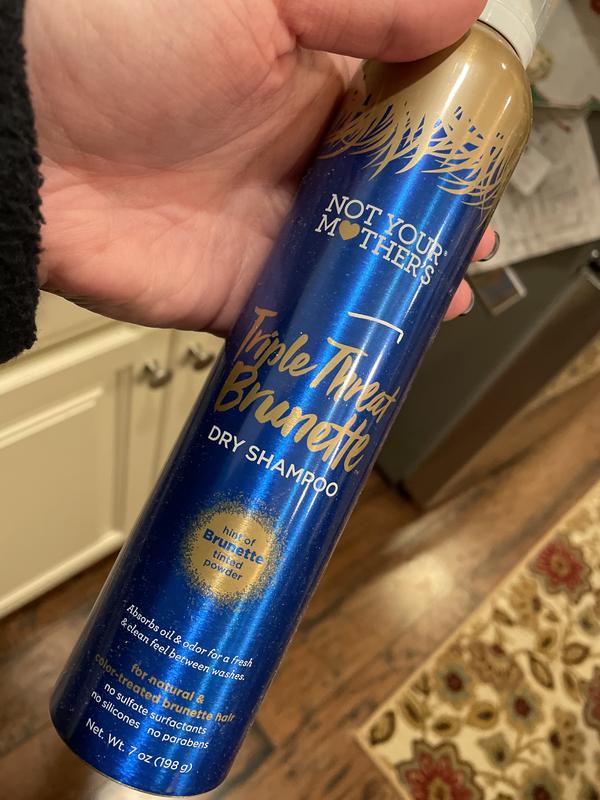 NOT YOUR
MOTHER'S
Triple Threat
Brunette
DRY SHAMPOO
hint of
Brunette
tinted
powder
Absorbs oil & odor for a fresh
& clean feel between washes.
for natural &
color-treated brunette hair
no sulfate surfactants
no silicones no parabens
Net. Wt. 7 oz (198 g)